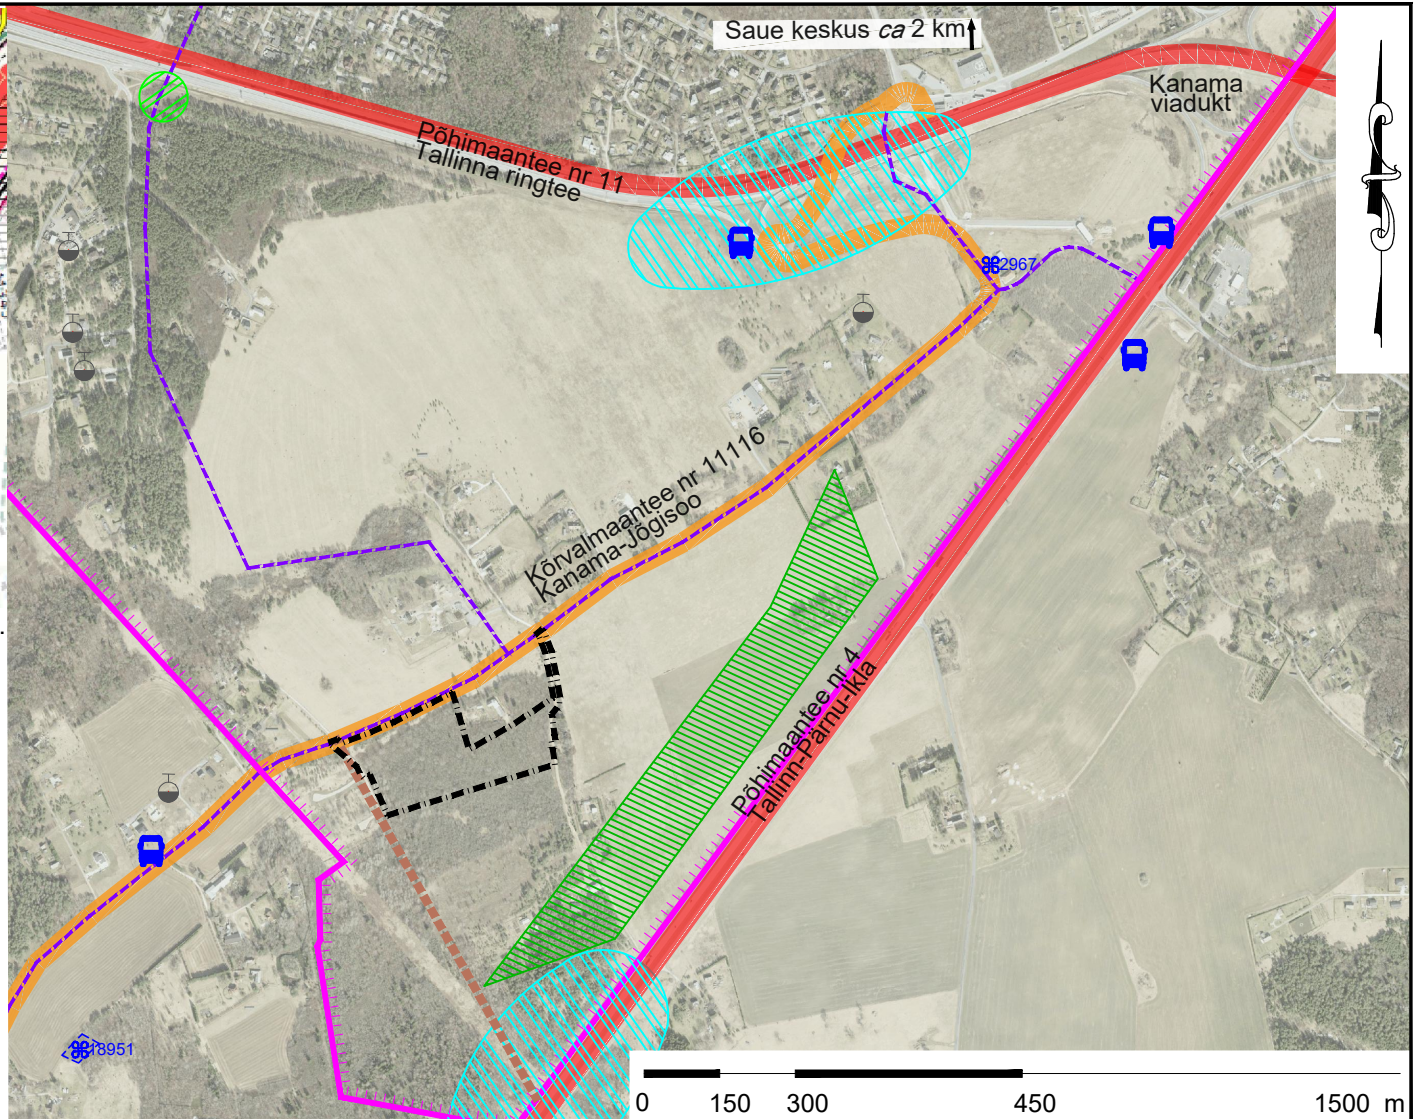 Saue keskus ca 2 km
Kanama
viadukt
Põhimaantee nr 11
Tallinna ringtee
2967
Kõrvalmaantee nr 11116
Kanama-Jõgisoo
Põhimaantee nr 4
Tallinn-Pärnu-Ikla
18951
0 150 300 450 1500 m